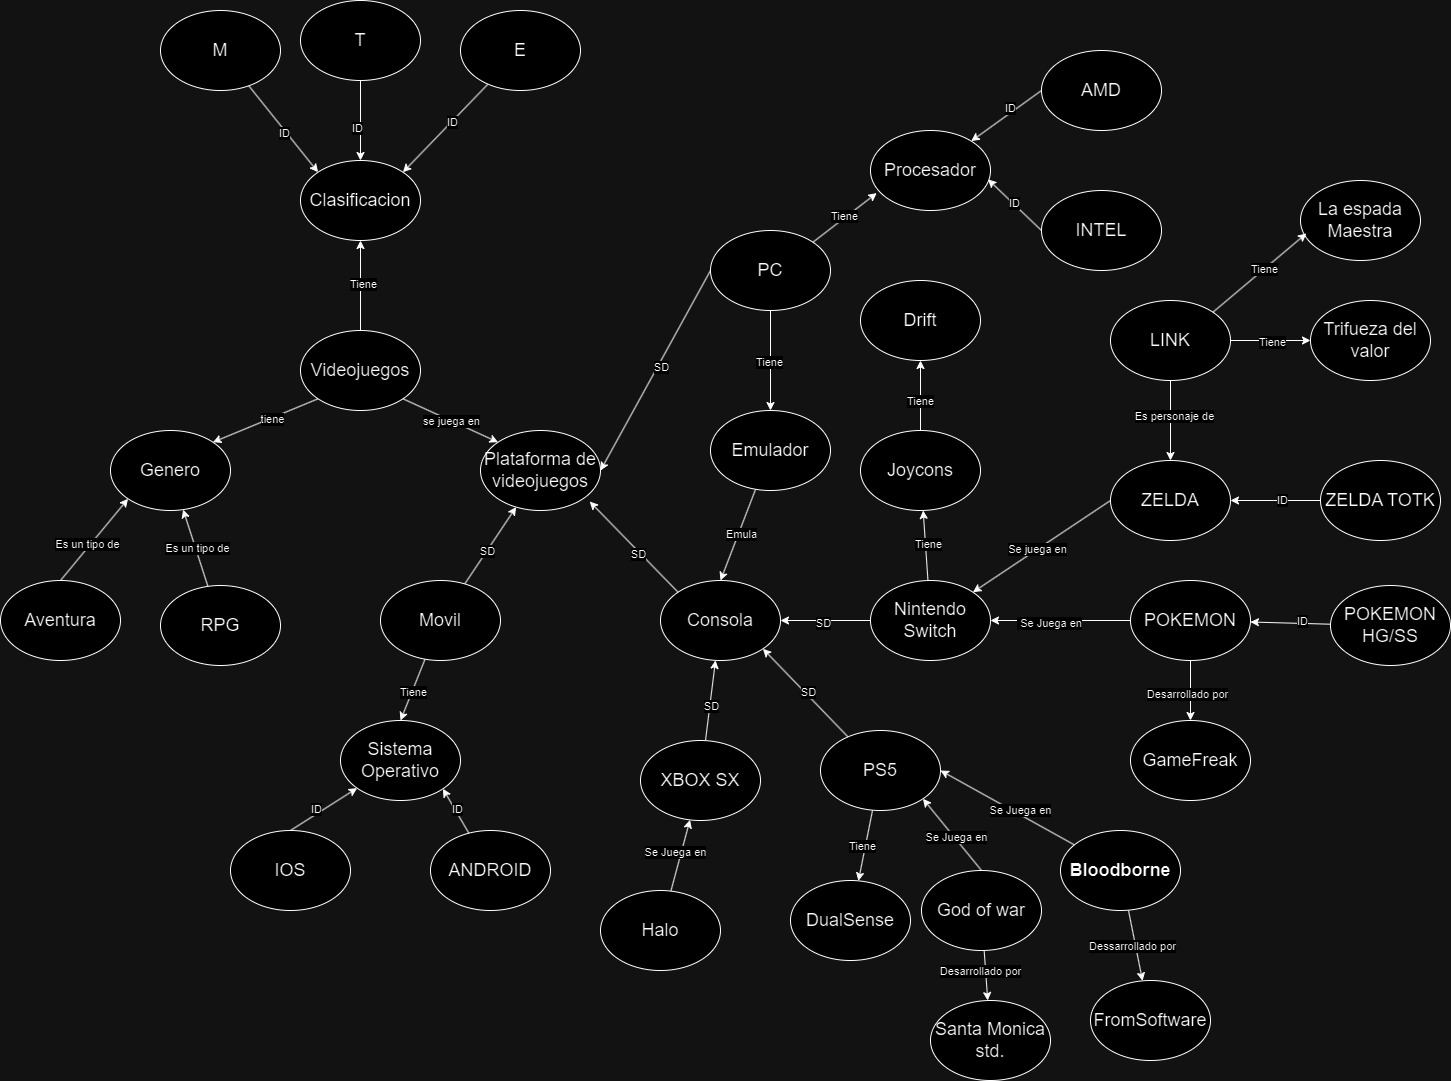 M
T
E
ID
ID
ID
Clasificacion
Tiene
Videojuegos
tiene
se juega en
Genero
Plataforma de
videojuegos
Es un tipo de
Es un tipo de
Aventura
RPG
SD
SD
SD
Movil
Tiene
Sistema
Operativo
ID
ID
IOS
ANDROID
PC
Tiene
Procesador
ID
AMD
ID
INTEL
Tiene
Emulador
Emula
Consola
Drift
Tiene
Joycons
Tiene
Nintendo
Switch
SD
LINK
Tiene
La espada
Maestra
Tiene
Trifueza del
valor
Es personaje de
ZELDA
ID
ZELDA TOTK
Se juega en
Se Juega en
POKEMON
ID
POKEMON
HG/SS
Desarrollado por
GameFreak
SD
XBOX SX
Se Juega en
Halo
SD
PS5
Tiene
DualSense
Se Juega en
God of war
Desarrollado por
Santa Monica
std.
Se Juega en
Bloodborne
Dessarrollado por
FromSoftware